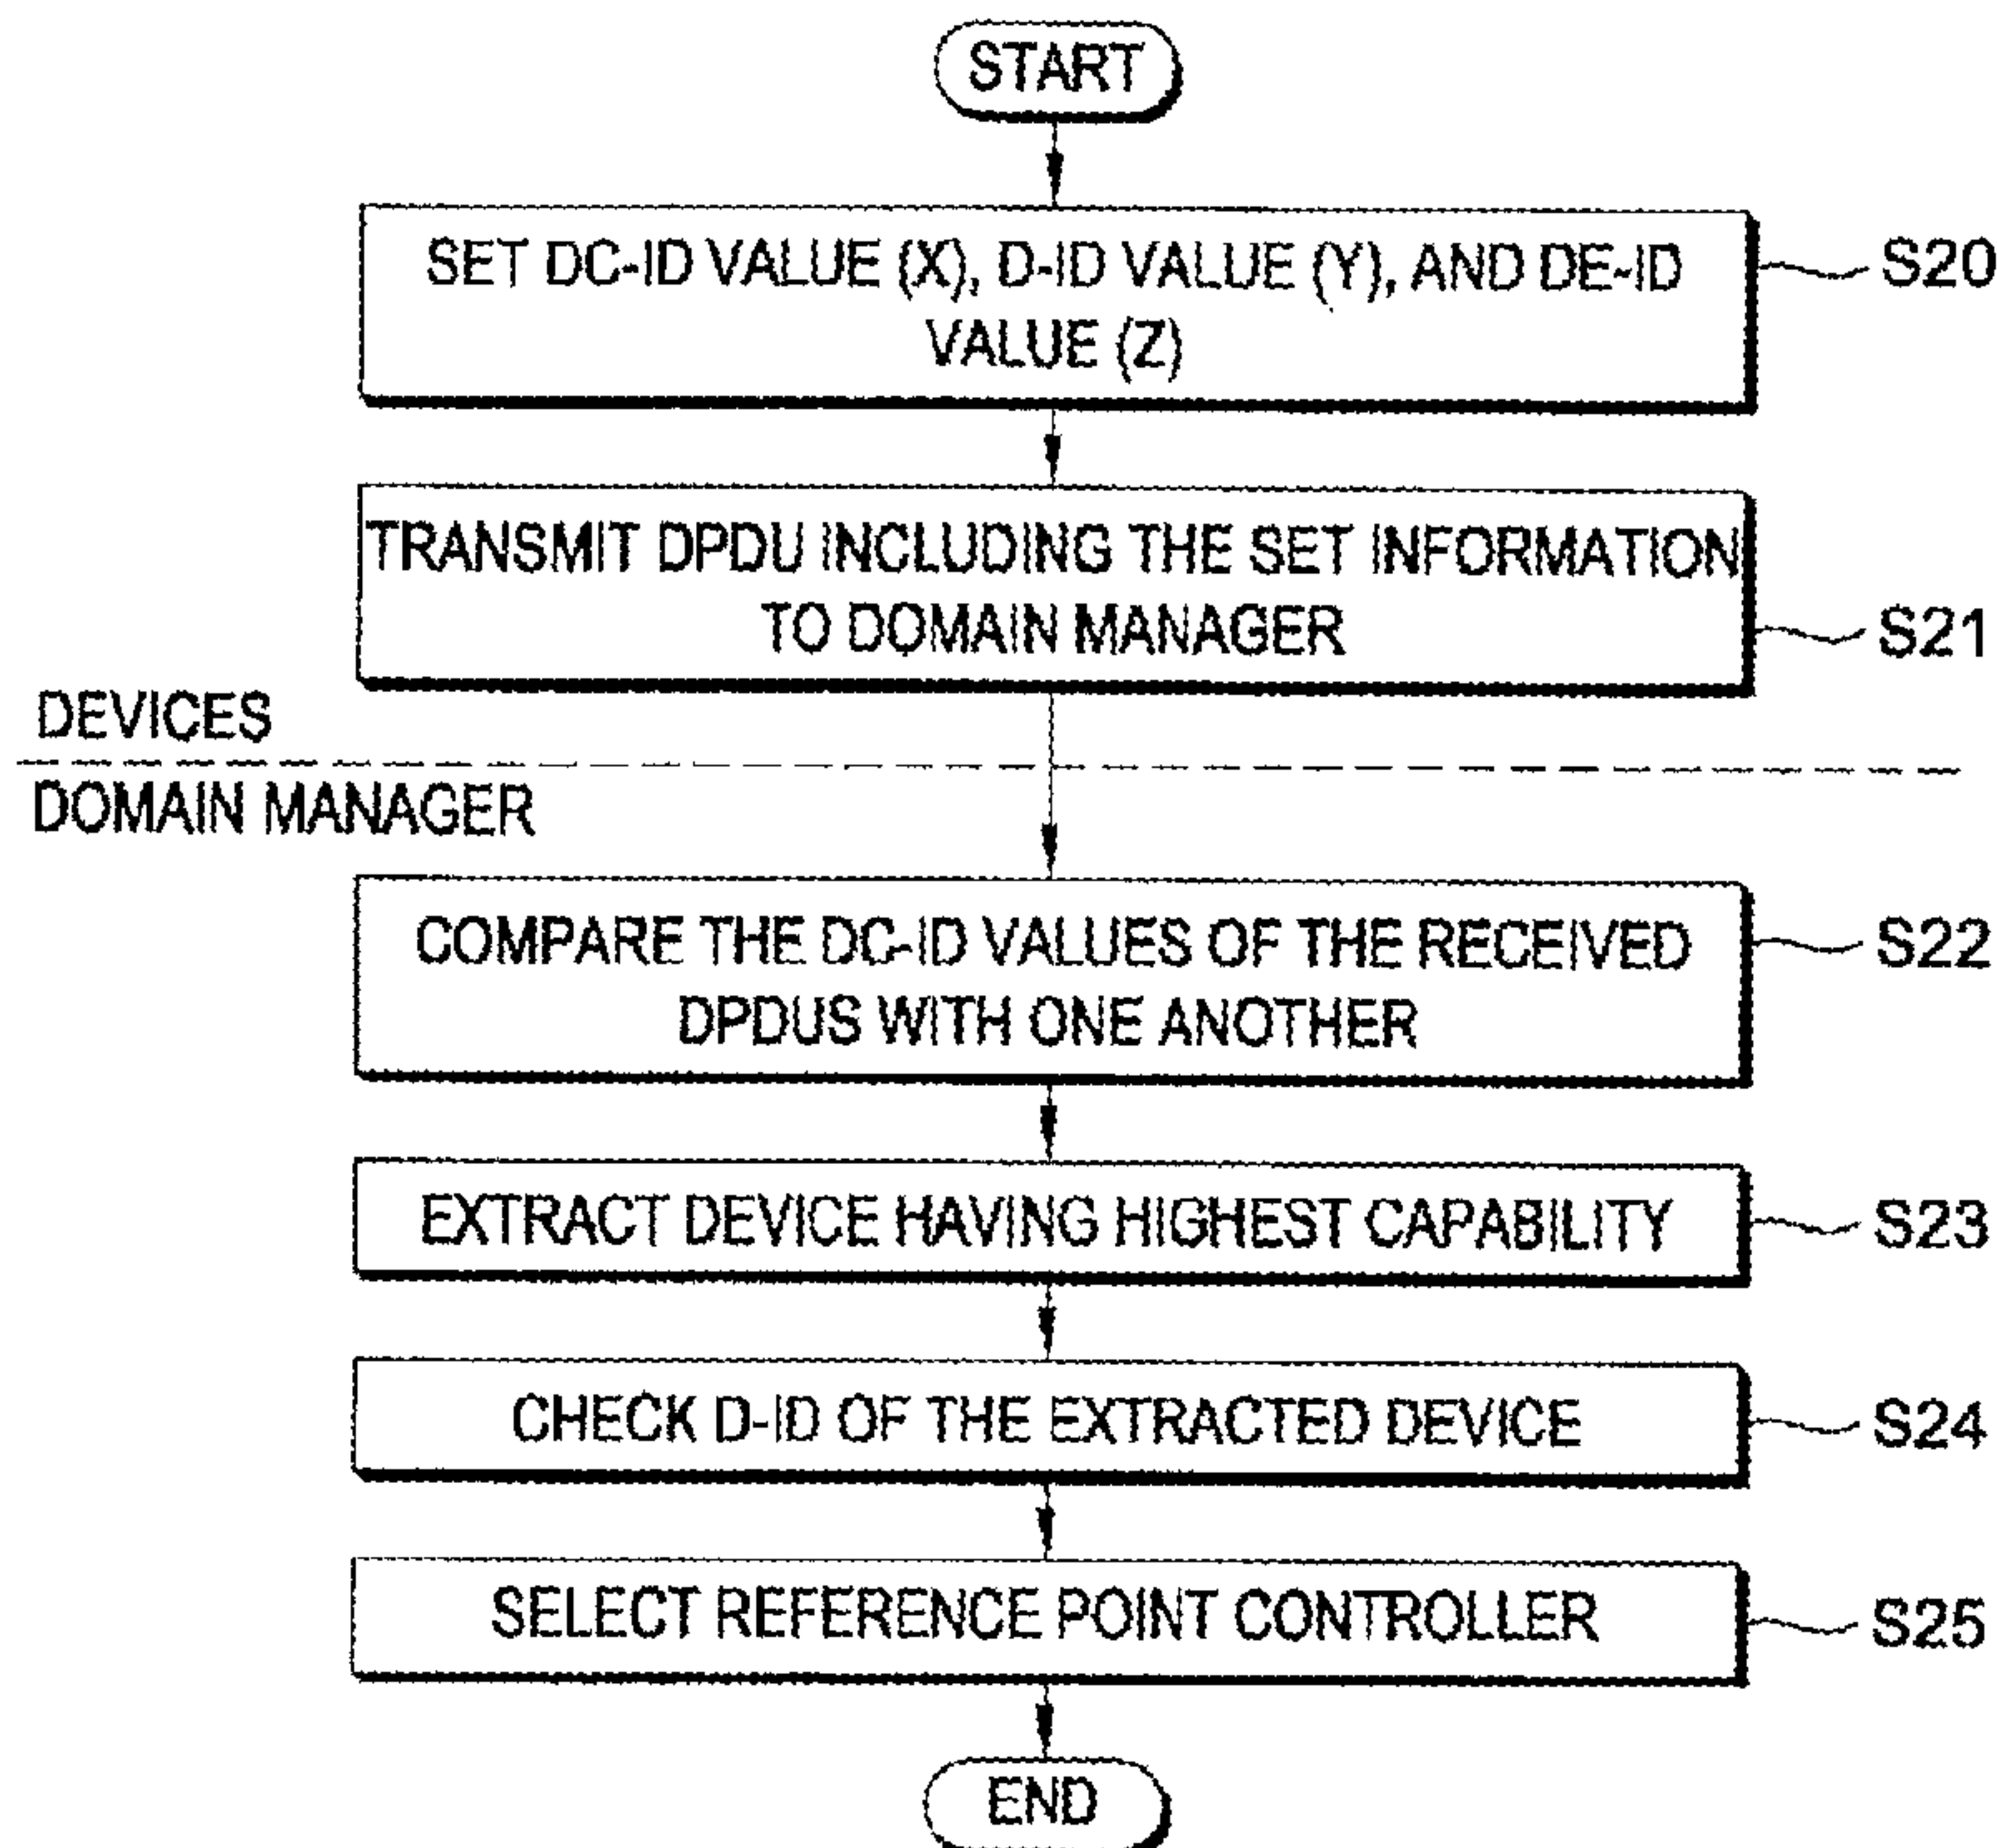 START
SET DC-ID VALUE (X), D-ID VALUE (Y), AND DE-ID
VALUE (Z)
S20
TRANSMIT DPDU INCLUDING THE SET INFORMATION
TO DOMAIN MANAGER
S21
DEVICES
DOMAIN MANAGER
COMPARE THE DC-ID VALUES OF THE RECEIVED
DPDUS WITH ONE ANOTHER
S22
EXTRACT DEVICE HAVING HIGHEST CAPABILITY
S23
CHECK D-ID OF THE EXTRACTED DEVICE
S24
SELECT REFERENCE POINT CONTROLLER
S25
END